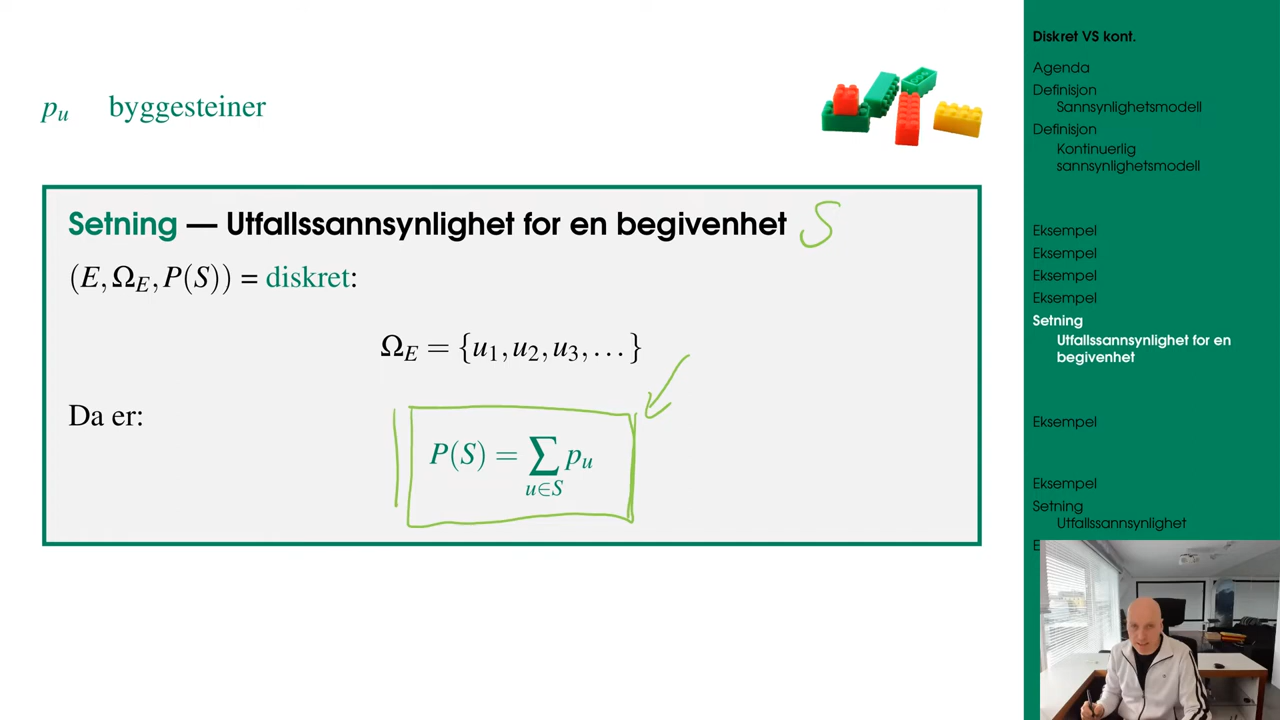 p_u byggesteiner
Setning — Utfallssannsynlighet for en begivenhet S
(E, Ω_E, P(S)) = diskret:
Ω_E = {u_1, u_2, u_3, …}
Da er:
P(S) = ∑_{u∈S} p_u
Diskret VS kont.
Agenda
Definisjon
Sannsynlighetsmodell
Definisjon
Kontinuerlig
sannsynlighetsmodell
Eksempel
Eksempel
Eksempel
Eksempel
Setning
Utfallssannsynlighet for en
begivenhet
Eksempel
Eksempel
Setning
Utfallssannsynlighet